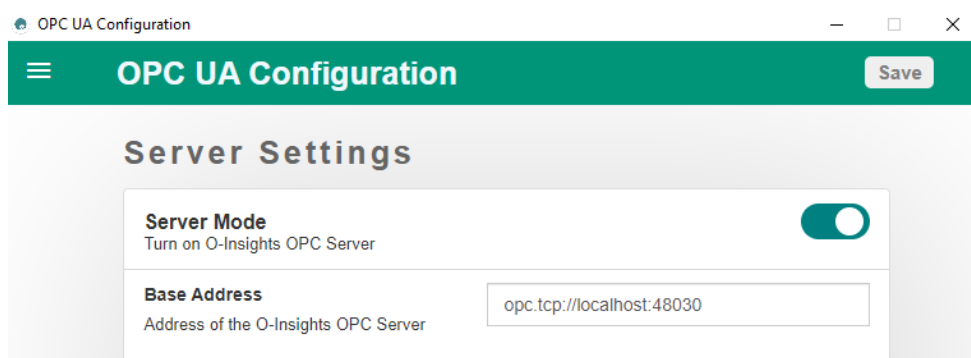 OPC UA Configuration
OPC UA Configuration
Save
Server Settings
Server Mode
Turn on O-Insights OPC Server
Base Address
Address of the O-Insights OPC Server
opc.tcp://localhost:48030